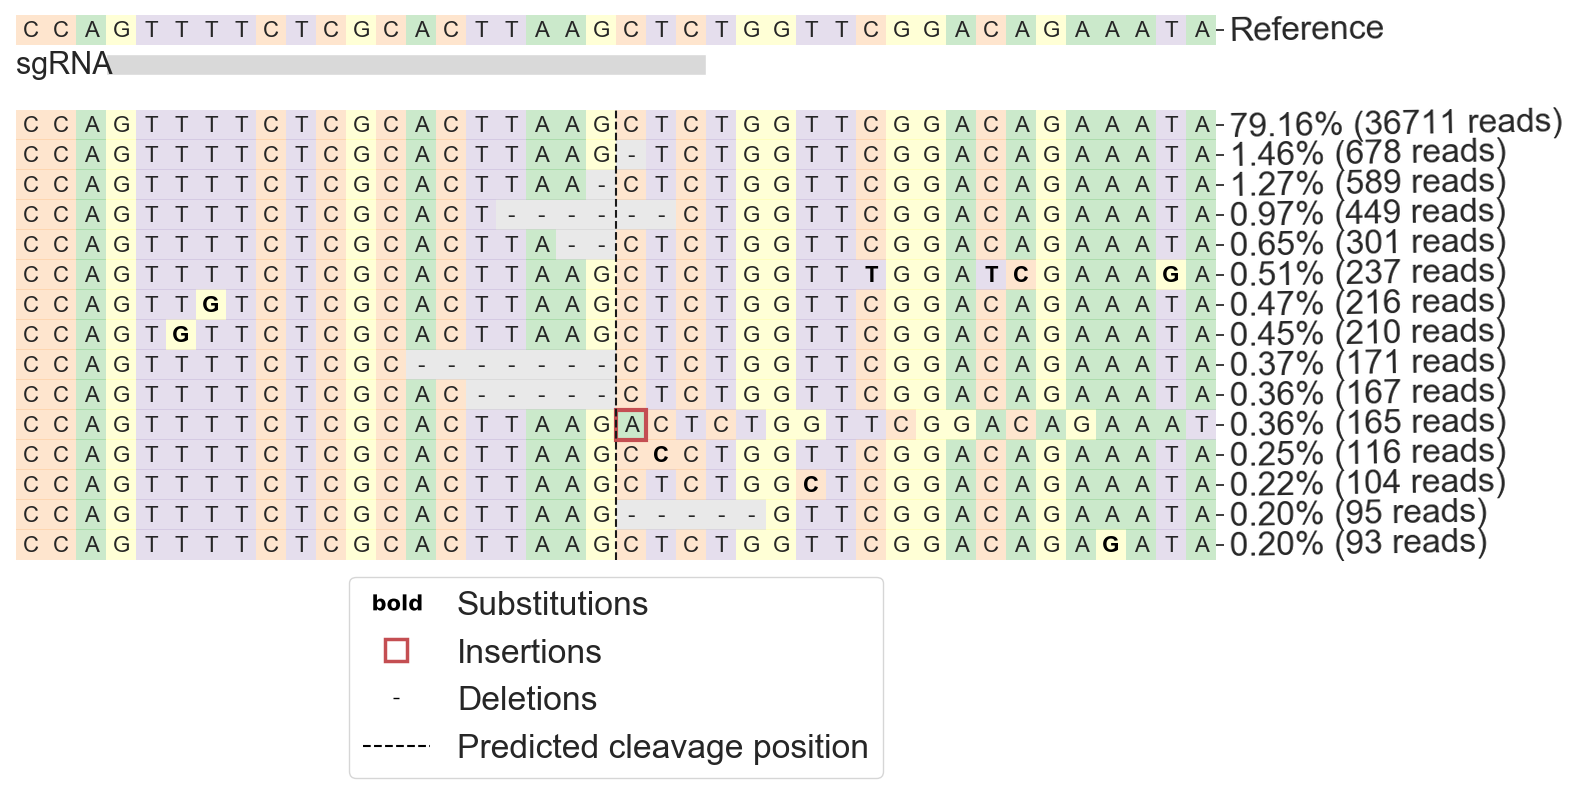 C C A G T T T T C T C G C A C T T A A G C T C T G G T T C G G A C A G A A A T A Reference
sgRNA
C C A G T T T T C T C G C A C T T A A G C T C T G G T T C G G A C A G A A A T A 79.16% (36711 reads)
C C A G T T T T C T C G C A C T T A A G - T C T G G T T C G G A C A G A A A T A 1.46% (678 reads)
C C A G T T T T C T C G C A C T T A A - C T C T G G T T C G G A C A G A A A T A 1.27% (589 reads)
C C A G T T T T C T C G C A C T - - - - - - C T G G T T C G G A C A G A A A T A 0.97% (449 reads)
C C A G T T T T C T C G C A C T T A - - C T C T G G T T C G G A C A G A A A T A 0.65% (301 reads)
C C A G T T T T C T C G C A C T T A A G C T C T G G T T T G G A T C G A A A G A 0.51% (237 reads)
C C A G T T G T C T C G C A C T T A A G C T C T G G T T C G G A C A G A A A T A 0.47% (216 reads)
C C A G T G T T C T C G C A C T T A A G C T C T G G T T C G G A C A G A A A T A 0.45% (210 reads)
C C A G T T T T C T C G C - - - - - - - C T C T G G T T C G G A C A G A A A T A 0.37% (171 reads)
C C A G T T T T C T C G C A C - - - - - C T C T G G T T C G G A C A G A A A T A 0.36% (167 reads)
C C A G T T T T C T C G C A C T T A A G A C T C T G G T T C G G A C A G A A A T 0.36% (165 reads)
C C A G T T T T C T C G C A C T T A A G C C C T G G T T C G G A C A G A A A T A 0.25% (116 reads)
C C A G T T T T C T C G C A C T T A A G C T C T G G C T C G G A C A G A A A T A 0.22% (104 reads)
C C A G T T T T C T C G C A C T T A A G - - - - - G T T C G G A C A G A A A T A 0.20% (95 reads)
C C A G T T T T C T C G C A C T T A A G C T C T G G T T C G G A C A G A G A T A 0.20% (93 reads)
bold Substitutions
Insertions
- Deletions
Predicted cleavage position